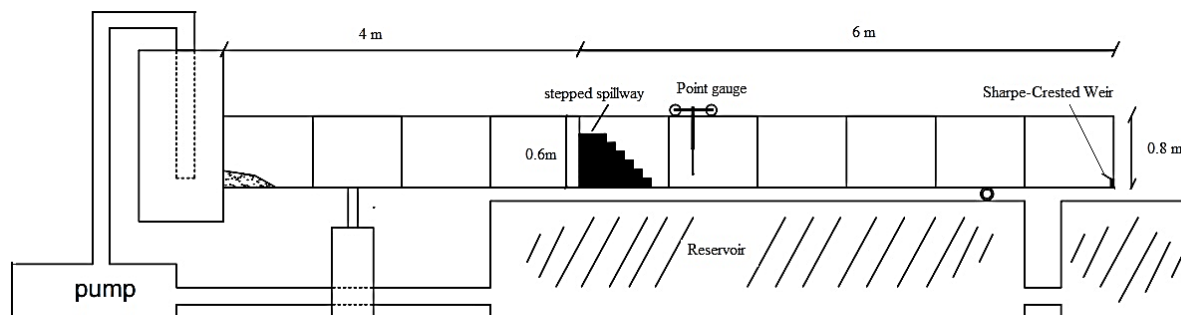 4 m
6 m
stepped spillway
Point gauge
Sharpe-Crested Weir
0.6m
0.8 m
Reservoir
pump